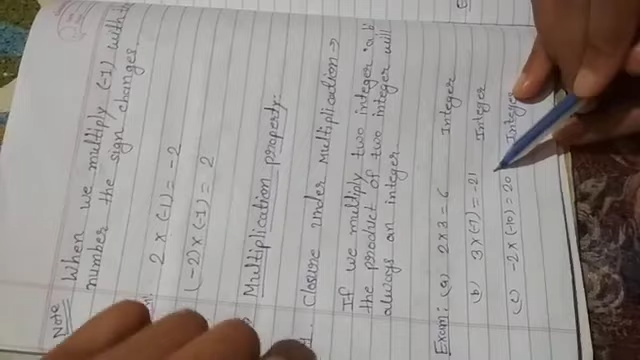 Note When we multiply (-1) with
number the sign changes
2 × (-1) = -2
(-2) × (-1) = 2
Multiplication property:
1. Closure under multiplication →
If we multiply two integer 'a' b'
the product of two integer will
always an integer
Exam: (a) 2 × 3 = 6 Integer
(b) 3 × (-7) = -21 Integer
(c) -2 × (-10) = 20 Integer